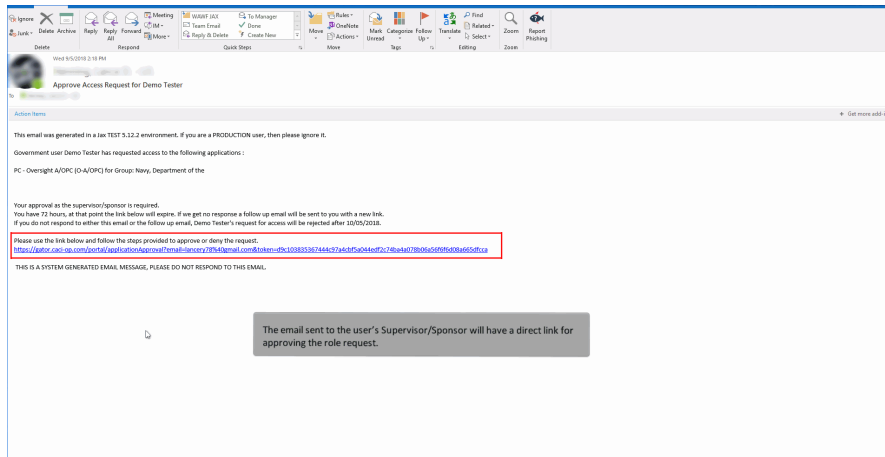 Ignore
Junk
Delete
Archive
Reply
Reply All
Forward
Meeting
IM
More
WAWF JAX
Team Email
Reply & Delete
To Manager
Done
Create New
Move
Rules
OneNote
Actions
Mark Unread
Categorize
Follow Up
Translate
Find
Related
Select
Zoom
Report Phishing
Delete
Respond
Quick Steps
Move
Tags
Editing
Zoom
Wed 9/5/2018 2:16 PM
Approve Access Request for Demo Tester
To
Action Items
+ Get more add-i
This email was generated in a Jax TEST 5.12.2 environment. If you are a PRODUCTION user, then please ignore it.
Government user Demo Tester has requested access to the following applications :
PC - Oversight A/OPC (O-A/OPC) for Group: Navy, Department of the
Your approval as the supervisor/sponsor is required.
You have 72 hours, at that point the link below will expire. If we get no response a follow up email will be sent to you with a new link.
If you do not respond to either this email or the follow up email, Demo Tester's request for access will be rejected after 10/05/2018.
Please use the link below and follow the steps provided to approve or deny the request.
https://gator.caci-op.com/portal/applicationApproval?email=lancery78%40gmail.com&token=d9c103835367444c97a4cbf5a044edf2c74ba4a078b06a56f6f6d08a665dfcca
THIS IS A SYSTEM GENERATED EMAIL MESSAGE, PLEASE DO NOT RESPOND TO THIS EMAIL.
The email sent to the user's Supervisor/Sponsor will have a direct link for
approving the role request.